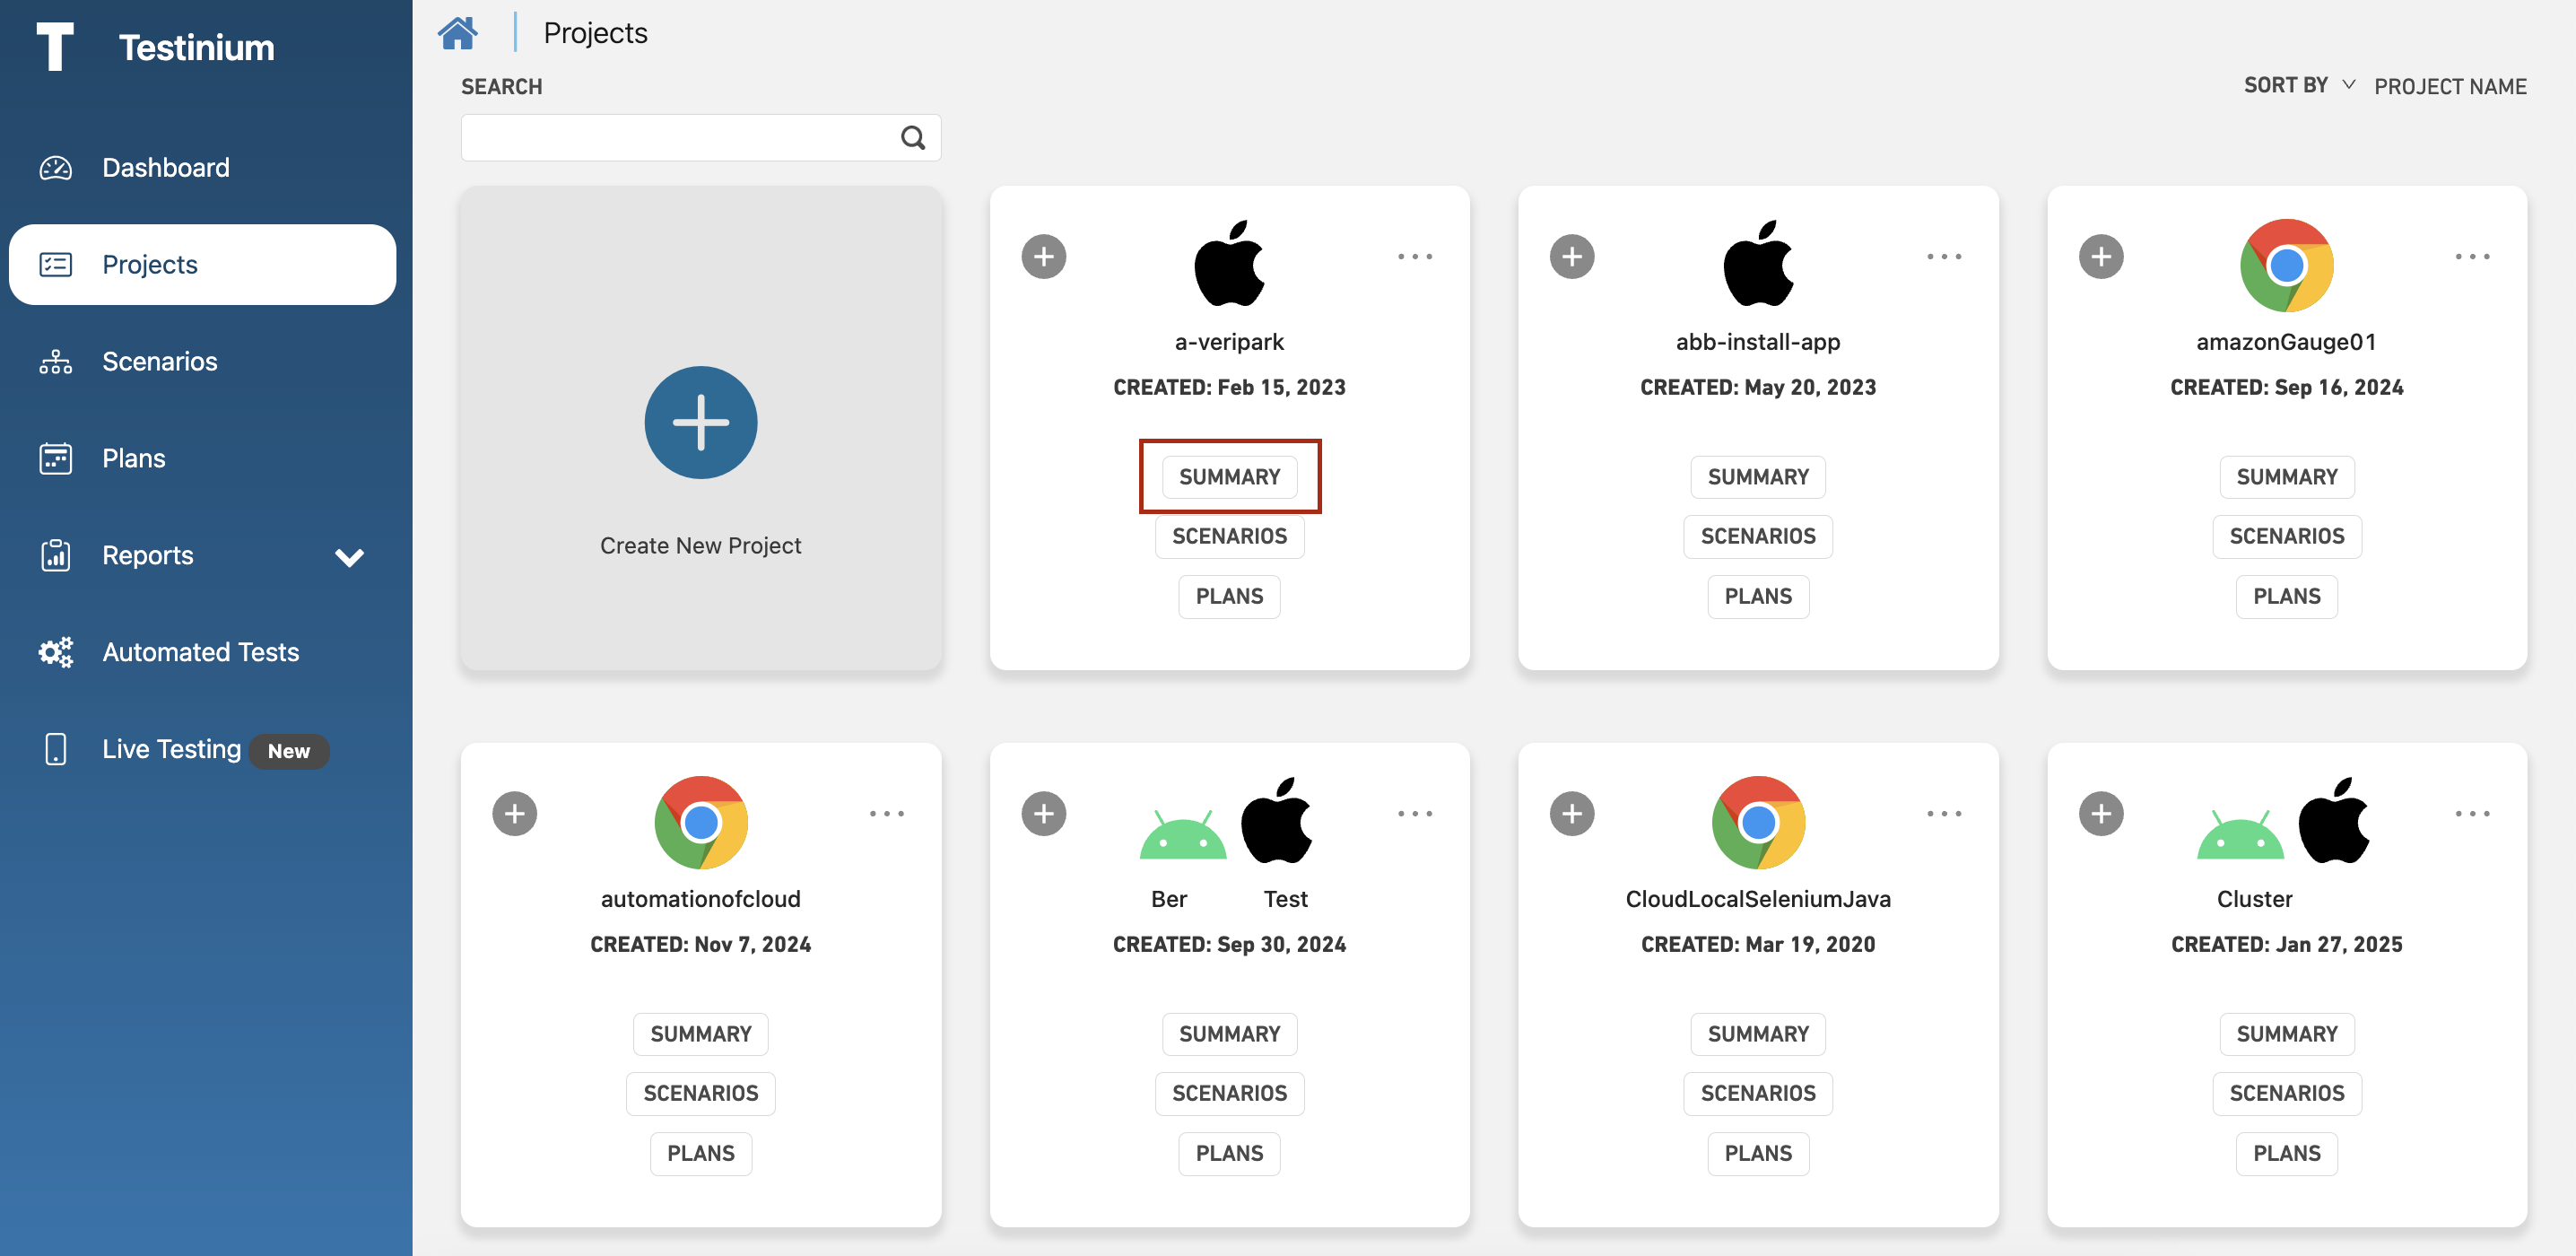 T Testinium
Dashboard
Projects
Scenarios
Plans
Reports
Automated Tests
Live Testing New
Projects
SEARCH
SORT BY PROJECT NAME
Create New Project
a-veripark
CREATED: Feb 15, 2023
SUMMARY
SCENARIOS
PLANS
abb-install-app
CREATED: May 20, 2023
SUMMARY
SCENARIOS
PLANS
amazonGauge01
CREATED: Sep 16, 2024
SUMMARY
SCENARIOS
PLANS
automationofcloud
CREATED: Nov 7, 2024
SUMMARY
SCENARIOS
PLANS
Ber Test
CREATED: Sep 30, 2024
SUMMARY
SCENARIOS
PLANS
CloudLocalSeleniumJava
CREATED: Mar 19, 2020
SUMMARY
SCENARIOS
PLANS
Cluster
CREATED: Jan 27, 2025
SUMMARY
SCENARIOS
PLANS